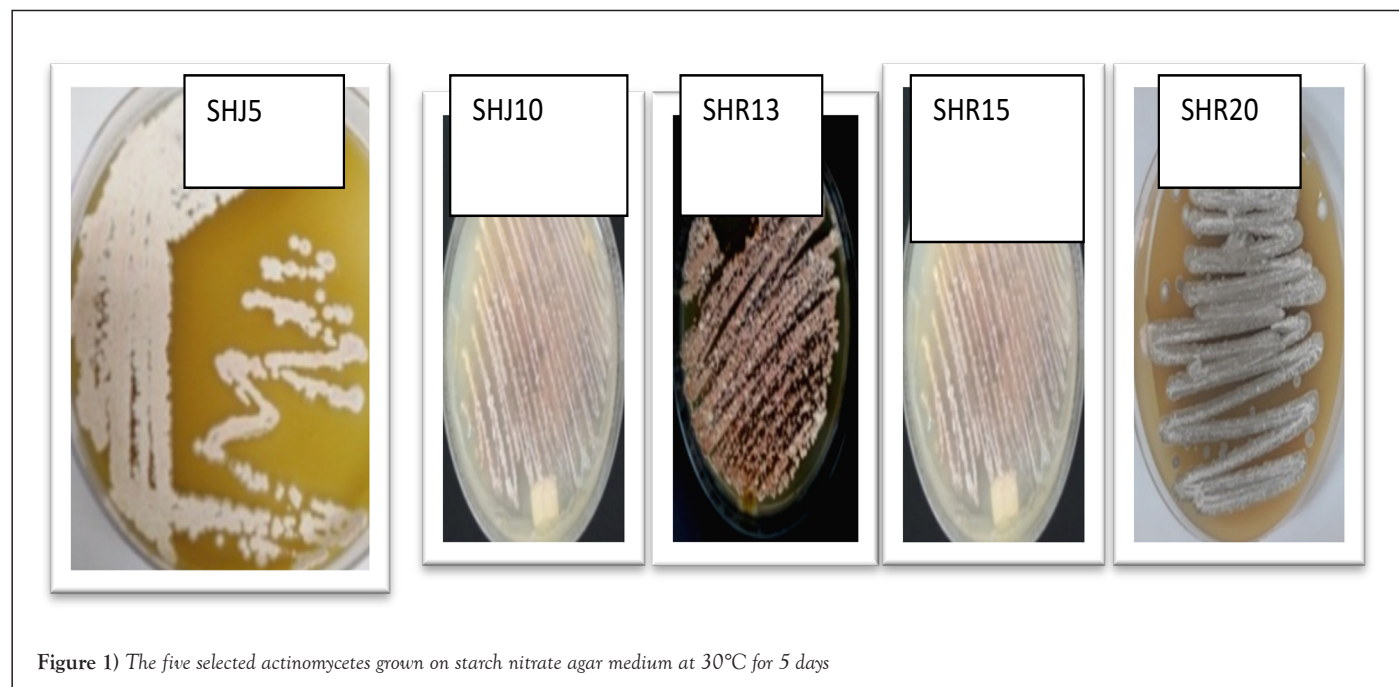 SHJ5
SHJ10
SHR13
SHR15
SHR20
Figure 1) The five selected actinomycetes grown on starch nitrate agar medium at 30°C for 5 days